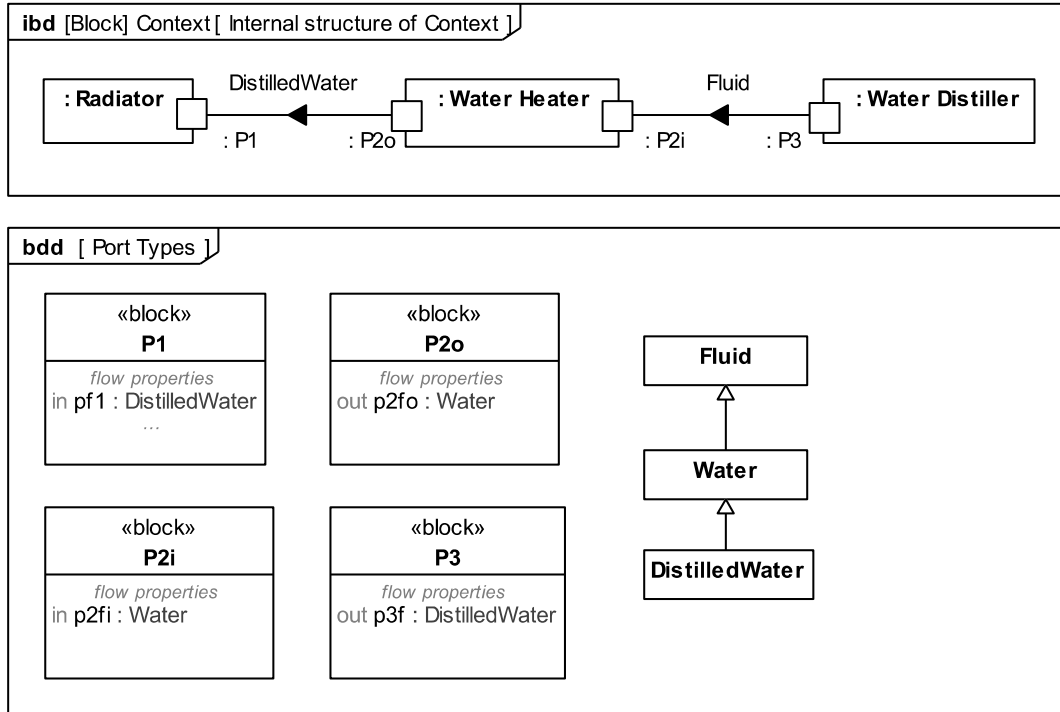 ibd [Block] Context [ Internal structure of Context ]
DistilledWater
Fluid
: Radiator
: Water Heater
: Water Distiller
: P1
: P2o
: P2i
: P3
bdd [ Port Types ]
«block»
P1
flow properties
in pf1 : DistilledWater
...
«block»
P2o
flow properties
out p2fo : Water
Fluid
Water
DistilledWater
«block»
P2i
flow properties
in p2fi : Water
«block»
P3
flow properties
out p3f : DistilledWater